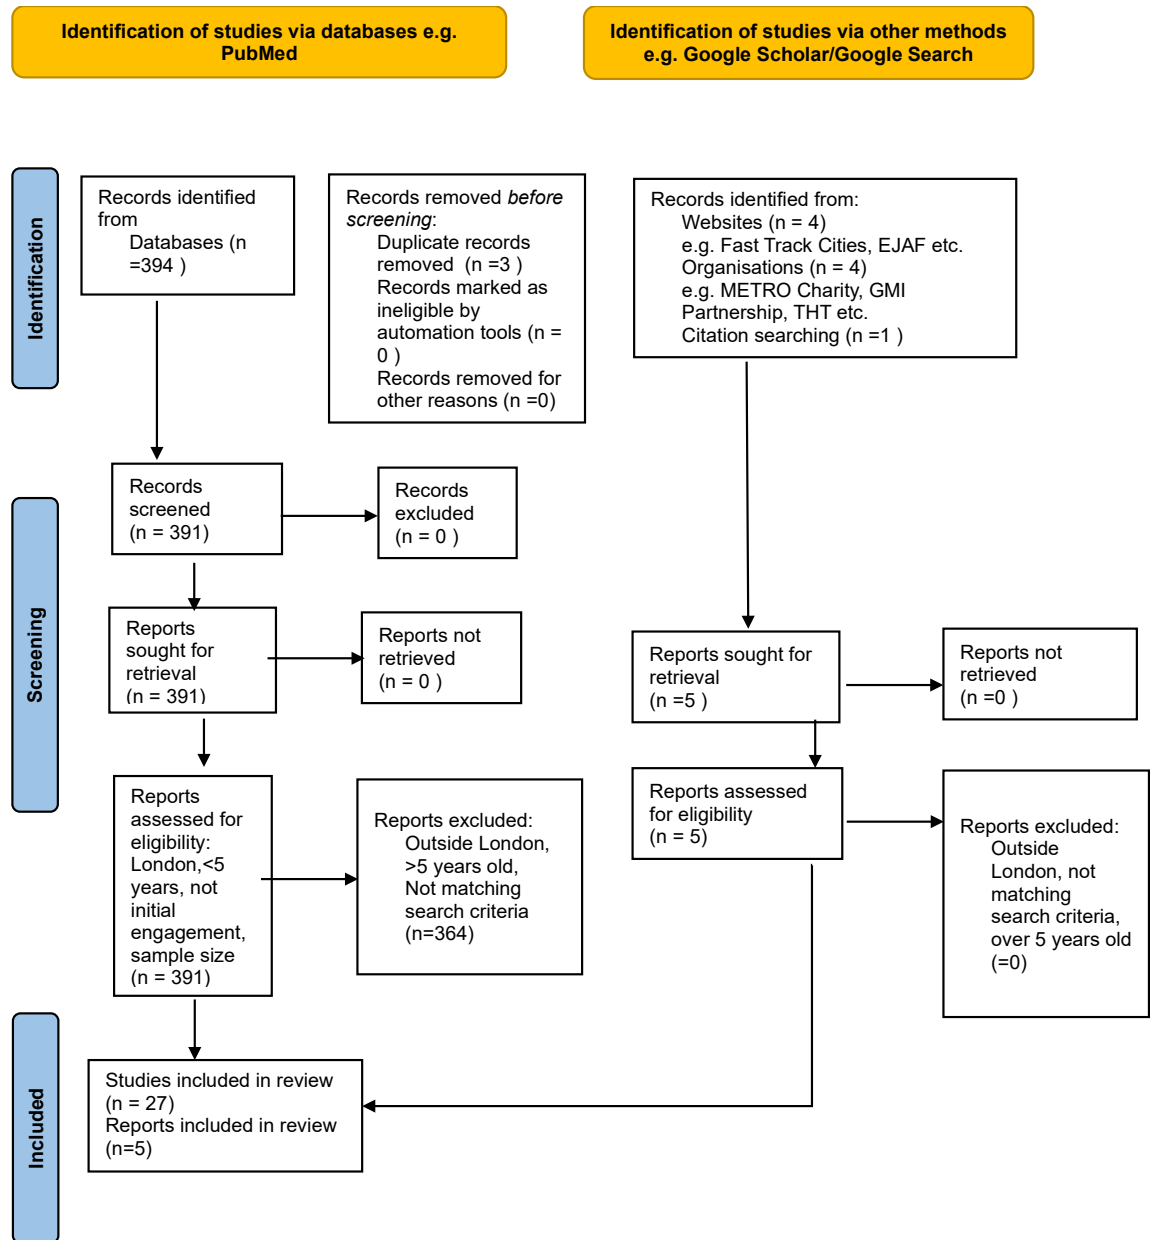 Identification of studies via databases e.g.
PubMed
Identification of studies via other methods
e.g. Google Scholar/Google Search
Identification
Records identified
from
Databases (n
=394 )
Records removed before
screening:
Duplicate records
removed  (n =3 )
Records marked as
ineligible by
automation tools (n =
0 )
Records removed for
other reasons (n =0)
Records identified from:
Websites (n = 4)
e.g. Fast Track Cities, EJAF etc.
Organisations (n = 4)
e.g. METRO Charity, GMI
Partnership, THT etc.
Citation searching (n =1 )
Screening
Records
screened
(n = 391)
Records
excluded
(n = 0 )
Reports
sought for
retrieval
(n = 391)
Reports not
retrieved
(n = 0 )
Reports sought for
retrieval
(n =5 )
Reports not
retrieved
(n =0 )
Reports
assessed for
eligibility:
London,<5
years, not
initial
engagement,
sample size
(n = 391)
Reports excluded:
Outside London,
>5 years old,
Not matching
search criteria
(n=364)
Reports assessed
for eligibility
(n = 5)
Reports excluded:
Outside
London, not
matching
search criteria,
over 5 years old
(=0)
Included
Studies included in review
(n = 27)
Reports included in review
(n=5)